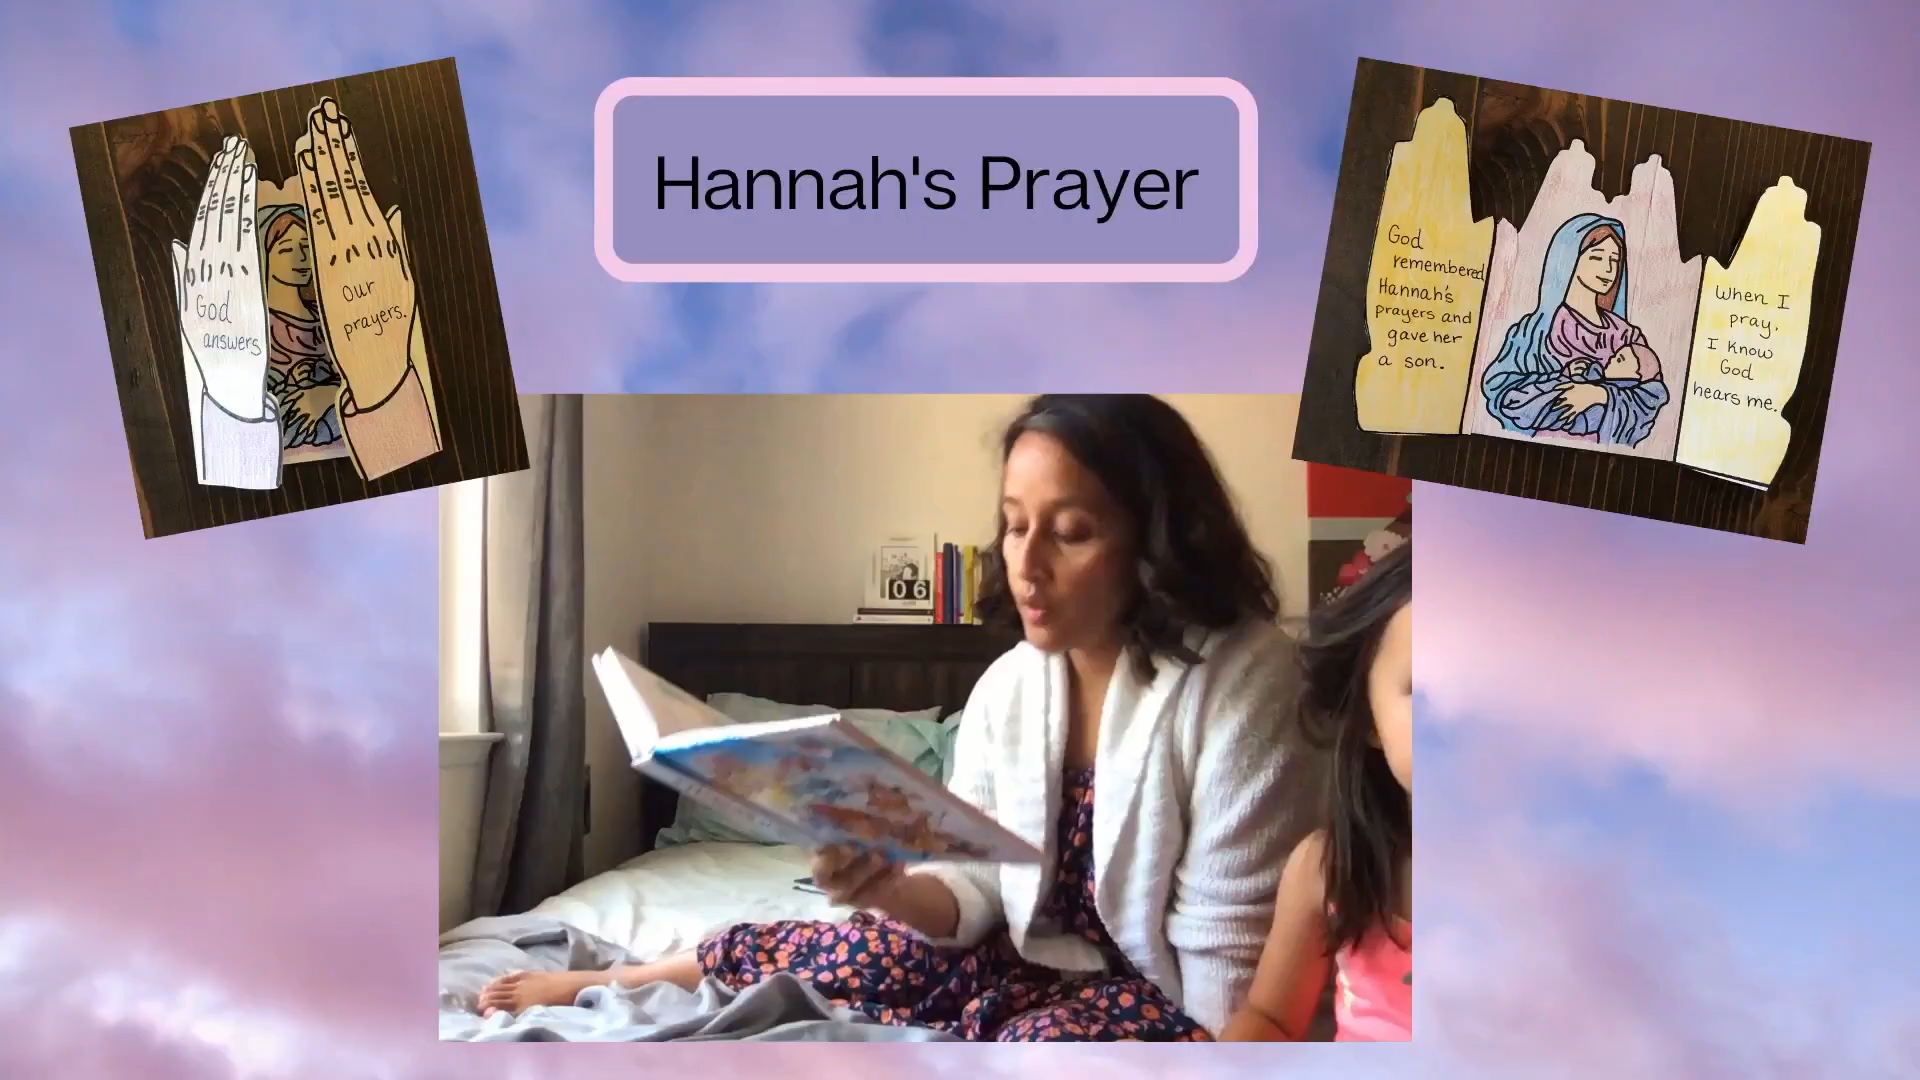 Hannah's Prayer
God
answers
Our
prayers.
God
remembered
Hannah's
prayers and
gave her
a son.
When I
pray,
I know
God
hears me.
06